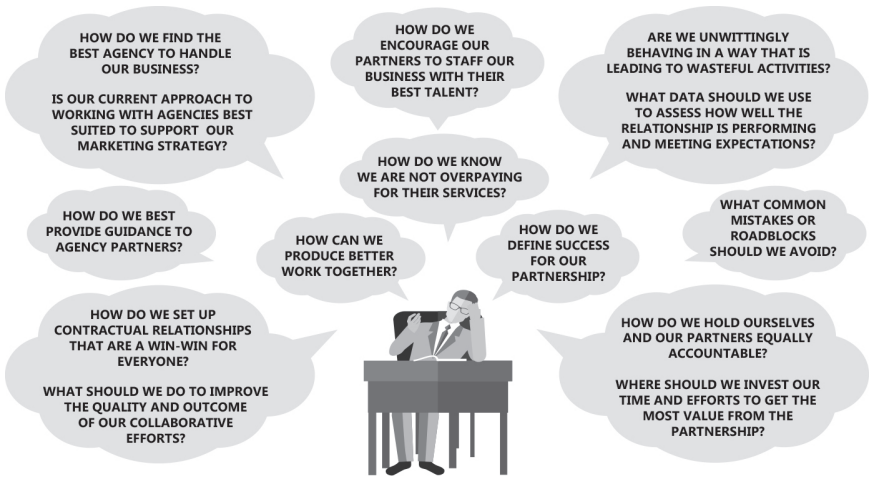 HOW DO WE FIND THE
BEST AGENCY TO HANDLE
OUR BUSINESS?
IS OUR CURRENT APPROACH TO
WORKING WITH AGENCIES BEST
SUITED TO SUPPORT OUR
MARKETING STRATEGY?
HOW DO WE
ENCOURAGE OUR
PARTNERS TO STAFF OUR
BUSINESS WITH THEIR
BEST TALENT?
ARE WE UNWITTINGLY
BEHAVING IN A WAY THAT IS
LEADING TO WASTEFUL ACTIVITIES?
WHAT DATA SHOULD WE USE
TO ASSESS HOW WELL THE
RELATIONSHIP IS PERFORMING
AND MEETING EXPECTATIONS?
HOW DO WE KNOW
WE ARE NOT OVERPAYING
FOR THEIR SERVICES?
HOW DO WE BEST
PROVIDE GUIDANCE TO
AGENCY PARTNERS?
HOW CAN WE
PRODUCE BETTER
WORK TOGETHER?
HOW DO WE
DEFINE SUCCESS
FOR OUR
PARTNERSHIP?
WHAT COMMON
MISTAKES OR
ROADBLOCKS
SHOULD WE AVOID?
HOW DO WE SET UP
CONTRACTUAL RELATIONSHIPS
THAT ARE A WIN-WIN FOR
EVERYONE?
WHAT SHOULD WE DO TO IMPROVE
THE QUALITY AND OUTCOME
OF OUR COLLABORATIVE
EFFORTS?
HOW DO WE HOLD OURSELVES
AND OUR PARTNERS EQUALLY
ACCOUNTABLE?
WHERE SHOULD WE INVEST OUR
TIME AND EFFORTS TO GET THE
MOST VALUE FROM THE
PARTNERSHIP?